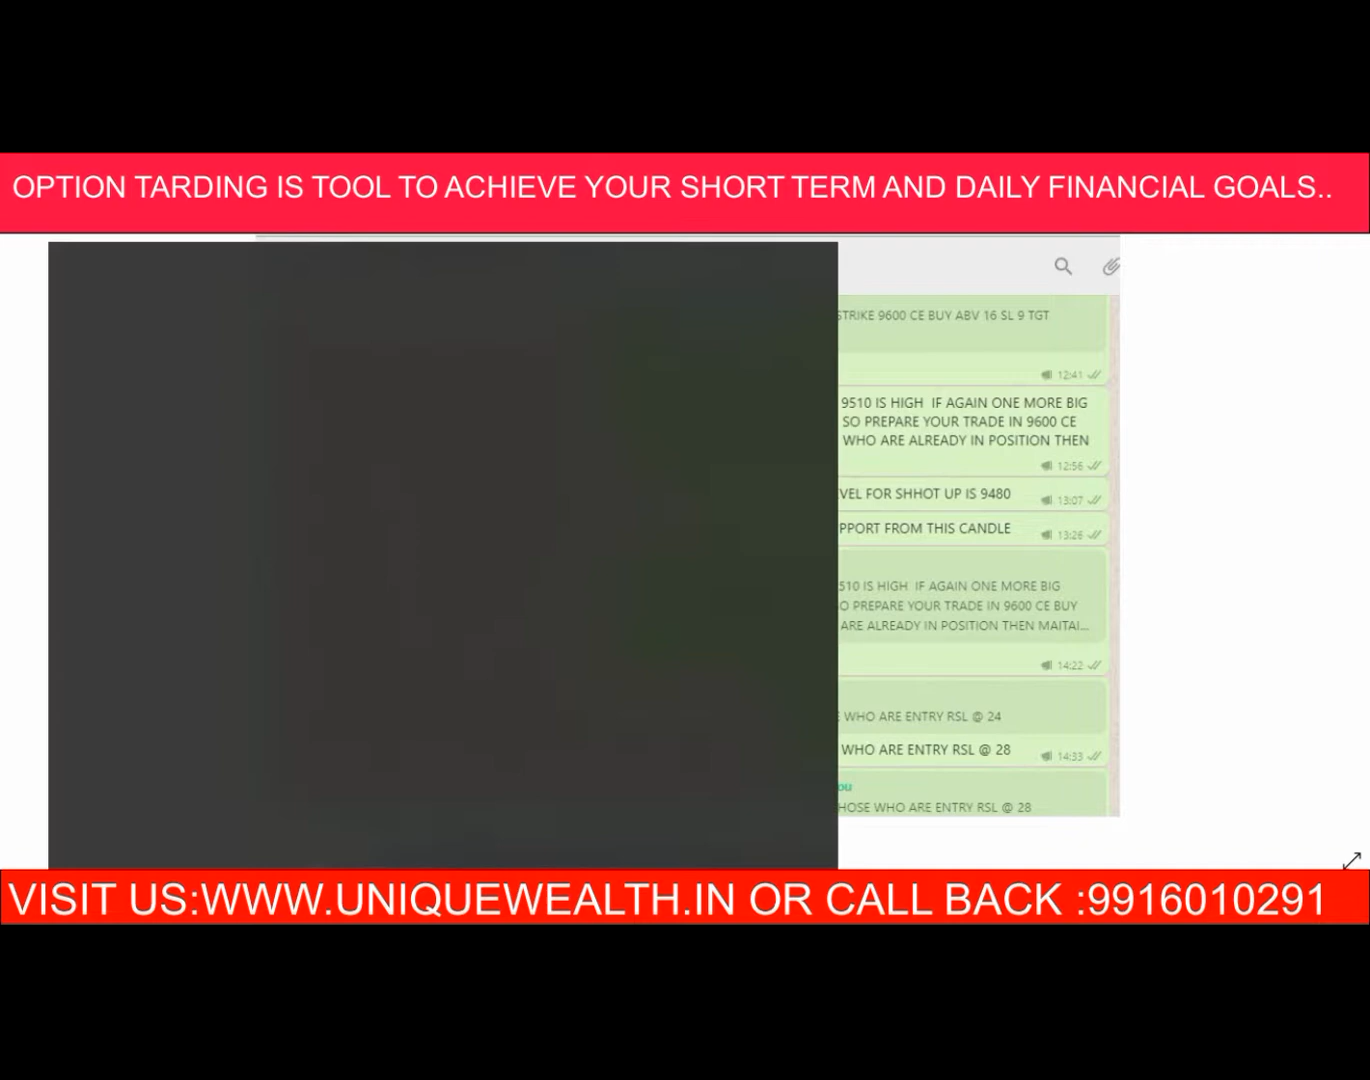 OPTION TARDING IS TOOL TO ACHIEVE YOUR SHORT TERM AND DAILY FINANCIAL GOALS..
STRIKE 9600 CE BUY ABV 16 SL 9 TGT
12:41
9510 IS HIGH  IF AGAIN ONE MORE BIG
SO PREPARE YOUR TRADE IN 9600 CE
WHO ARE ALREADY IN POSITION THEN
12:56
VEL FOR SHHOT UP IS 9480
13:07
PPORT FROM THIS CANDLE
13:26
510 IS HIGH  IF AGAIN ONE MORE BIG
O PREPARE YOUR TRADE IN 9600 CE BUY
ARE ALREADY IN POSITION THEN MAITAI...
14:22
WHO ARE ENTRY RSL @ 24
WHO ARE ENTRY RSL @ 28
14:33
ou
HOSE WHO ARE ENTRY RSL @ 28
VISIT US:WWW.UNIQUEWEALTH.IN OR CALL BACK :9916010291